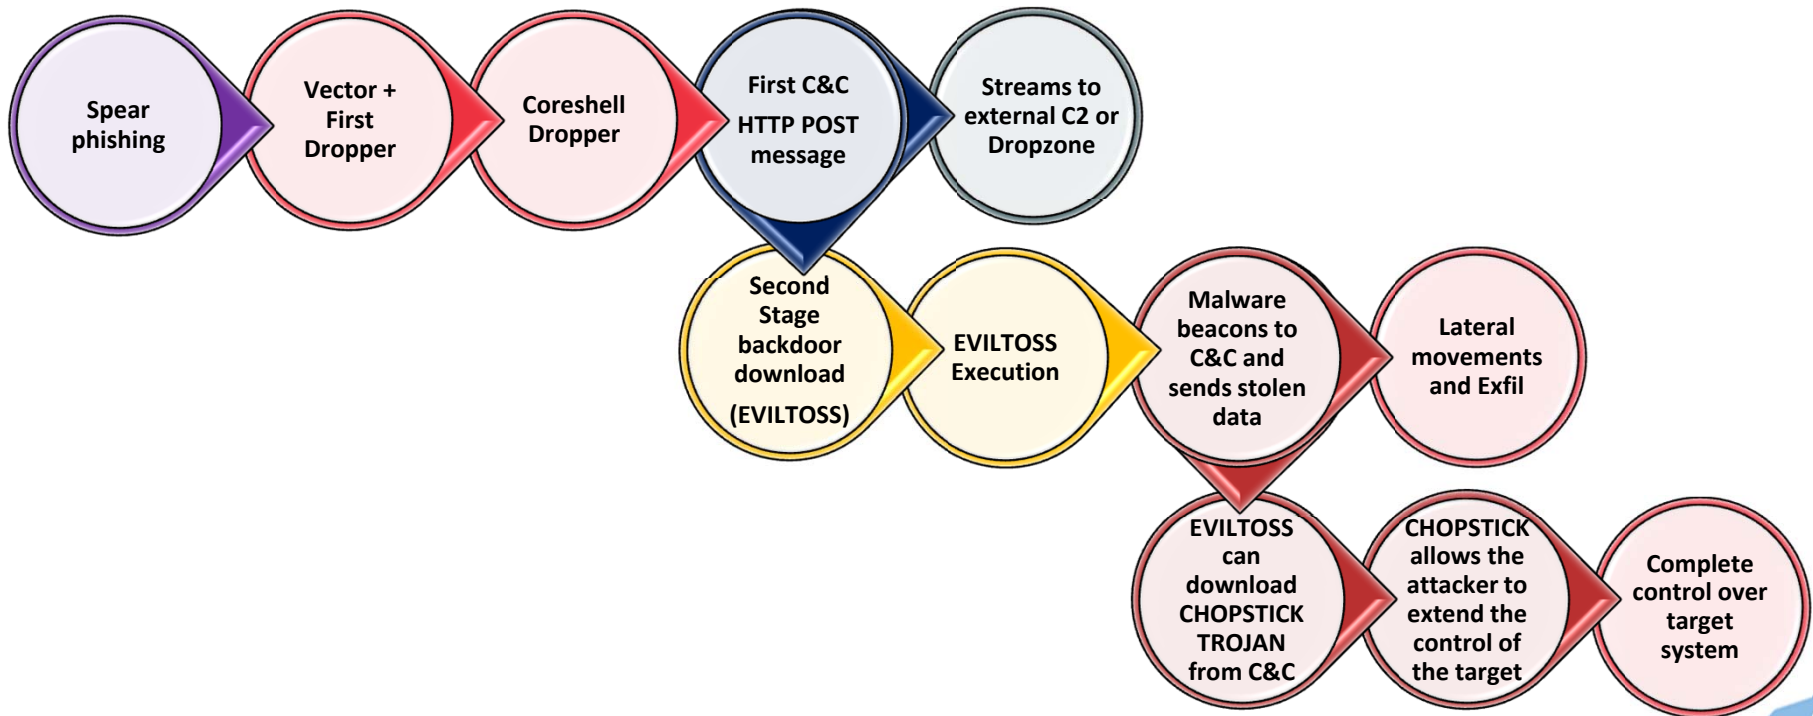 Spear
phishing
Vector +
First
Dropper
Coreshell
Dropper
First C&C
HTTP POST
message
Streams to
external C2 or
Dropzone
Second
Stage
backdoor
download
(EVILTOSS)
EVILTOSS
Execution
Malware
beacons to
C&C and
sends stolen
data
Lateral
movements
and Exfil
EVILTOSS
can
download
CHOPSTICK
TROJAN
from C&C
CHOPSTICK
allows the
attacker to
extend the
control of
the target
Complete
control over
target
system